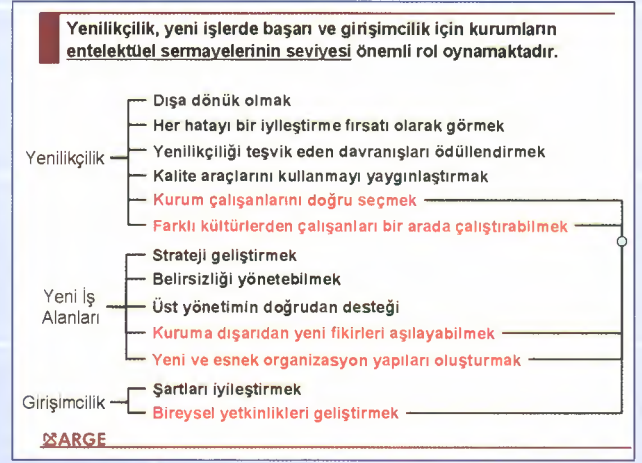 Yenilikçilik, yeni işlerde başarı ve girişimcilik için kurumların
entelektüel sermayelerinin seviyesi önemli rol oynamaktadır.
Yenilikçilik
Dışa dönük olmak
Her hatayı bir iylleştirme fırsatı olarak görmek
Yenilikçiliği teşvik eden davranışları ödüllendirmek
Kalite araçlarını kullanmayı yaygınlaştırmak
Kurum çalışanlarını doğru seçmek
Farklı kültürlerden çalışanları bir arada çalıştırabilmek
Yeni İş
Alanları
Strateji geliştirmek
Belirsizliği yönetebilmek
Üst yönetimin doğrudan desteği
Kuruma dışarıdan yeni fikirleri aşılayabilmek
Yeni ve esnek organizasyon yapıları oluşturmak
Girişimcilik
Şartları iyileştirmek
Bireysel yetkinlikleri geliştirmek
ARGE